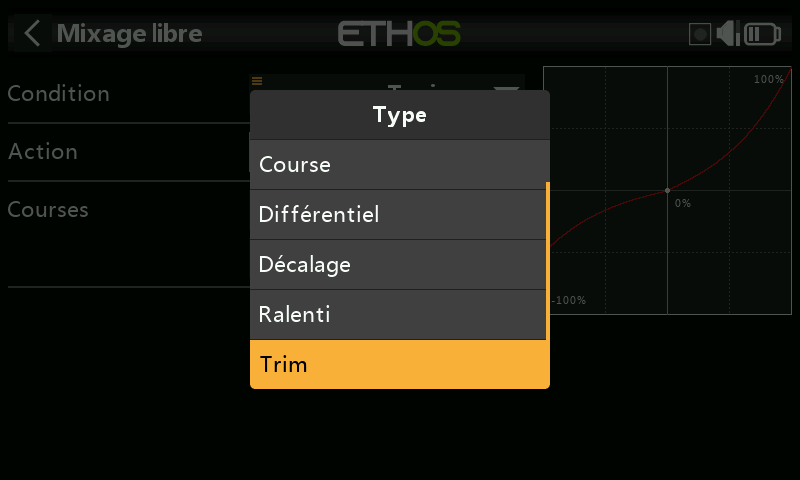 Mixage libre
ETHOS
Condition
Action
Courses
Type
Course
Différentiel
Décalage
Ralenti
Trim
100%
0%
-100%